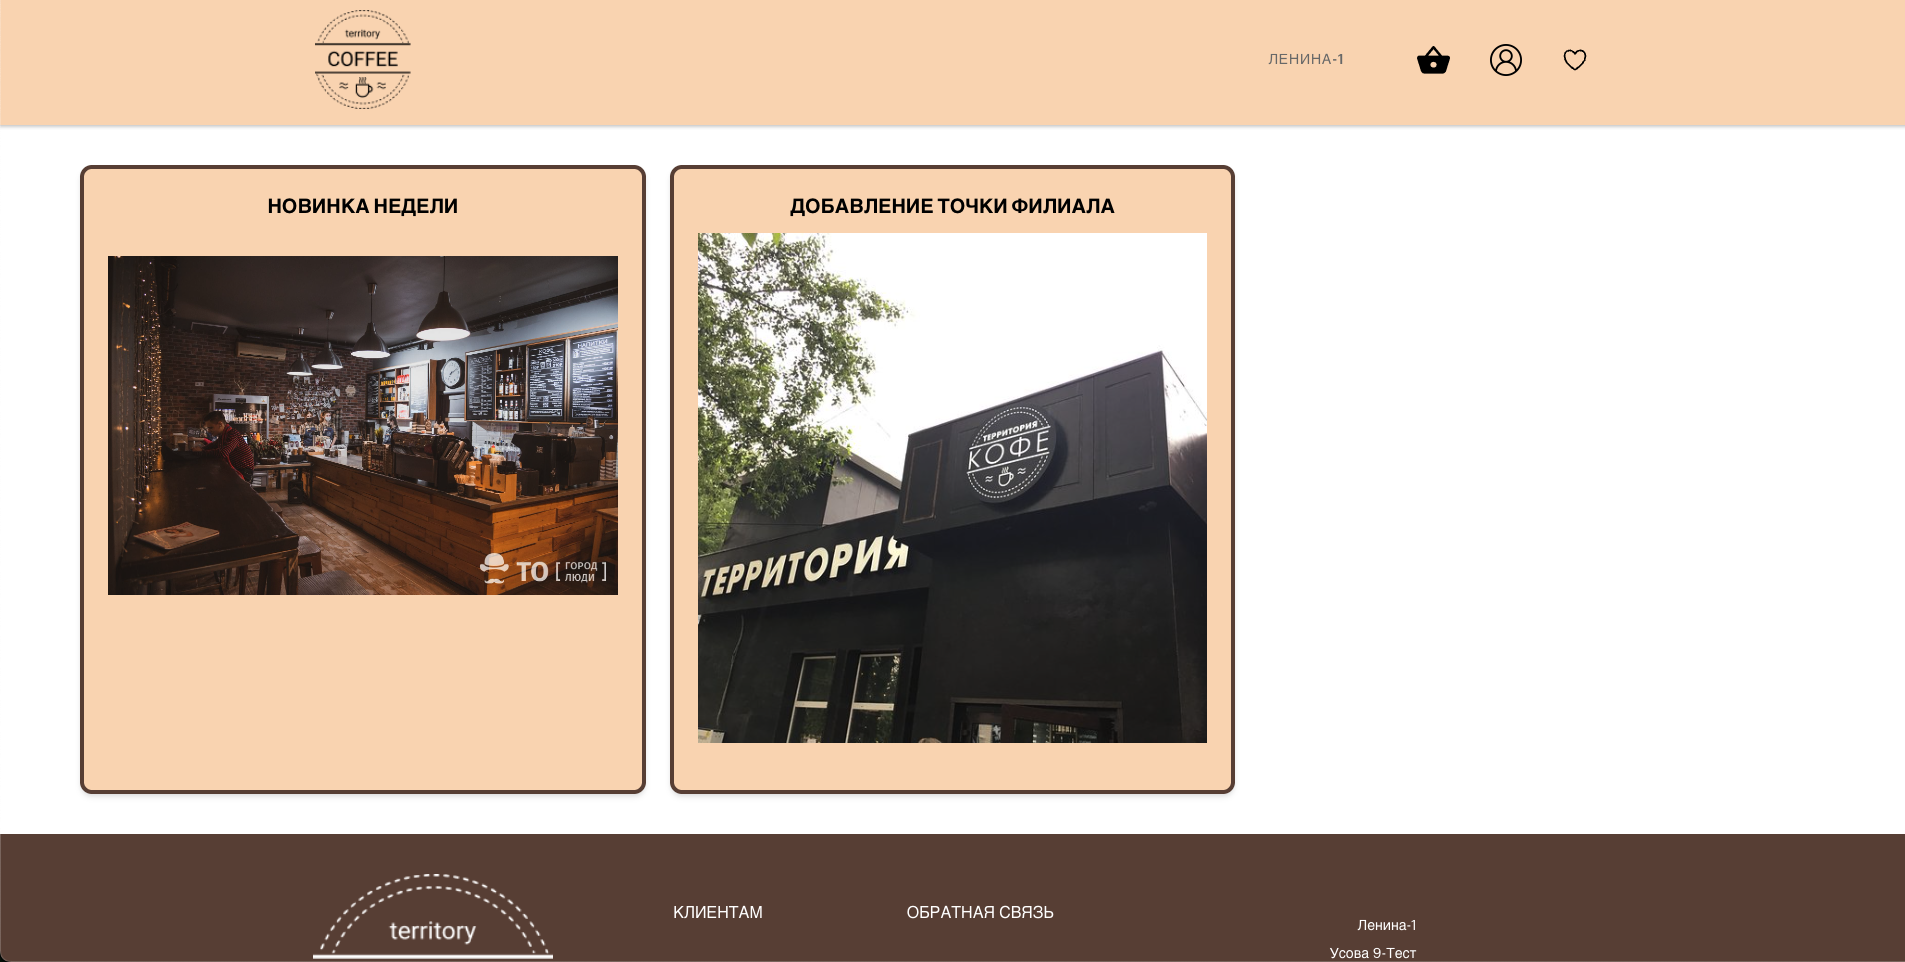 territory
COFFEE
ЛЕНИНА-1
НОВИНКА НЕДЕЛИ
ДОБАВЛЕНИЕ ТОЧКИ ФИЛИАЛА
НАПИТКИ
ТО [ ГОРОД ЛЮДИ ]
ТЕРРИТОРИЯ
КОФЕ
ТЕРРИТОРИЯ
territory
КЛИЕНТАМ
ОБРАТНАЯ СВЯЗЬ
Ленина-1
Усова 9-Тест